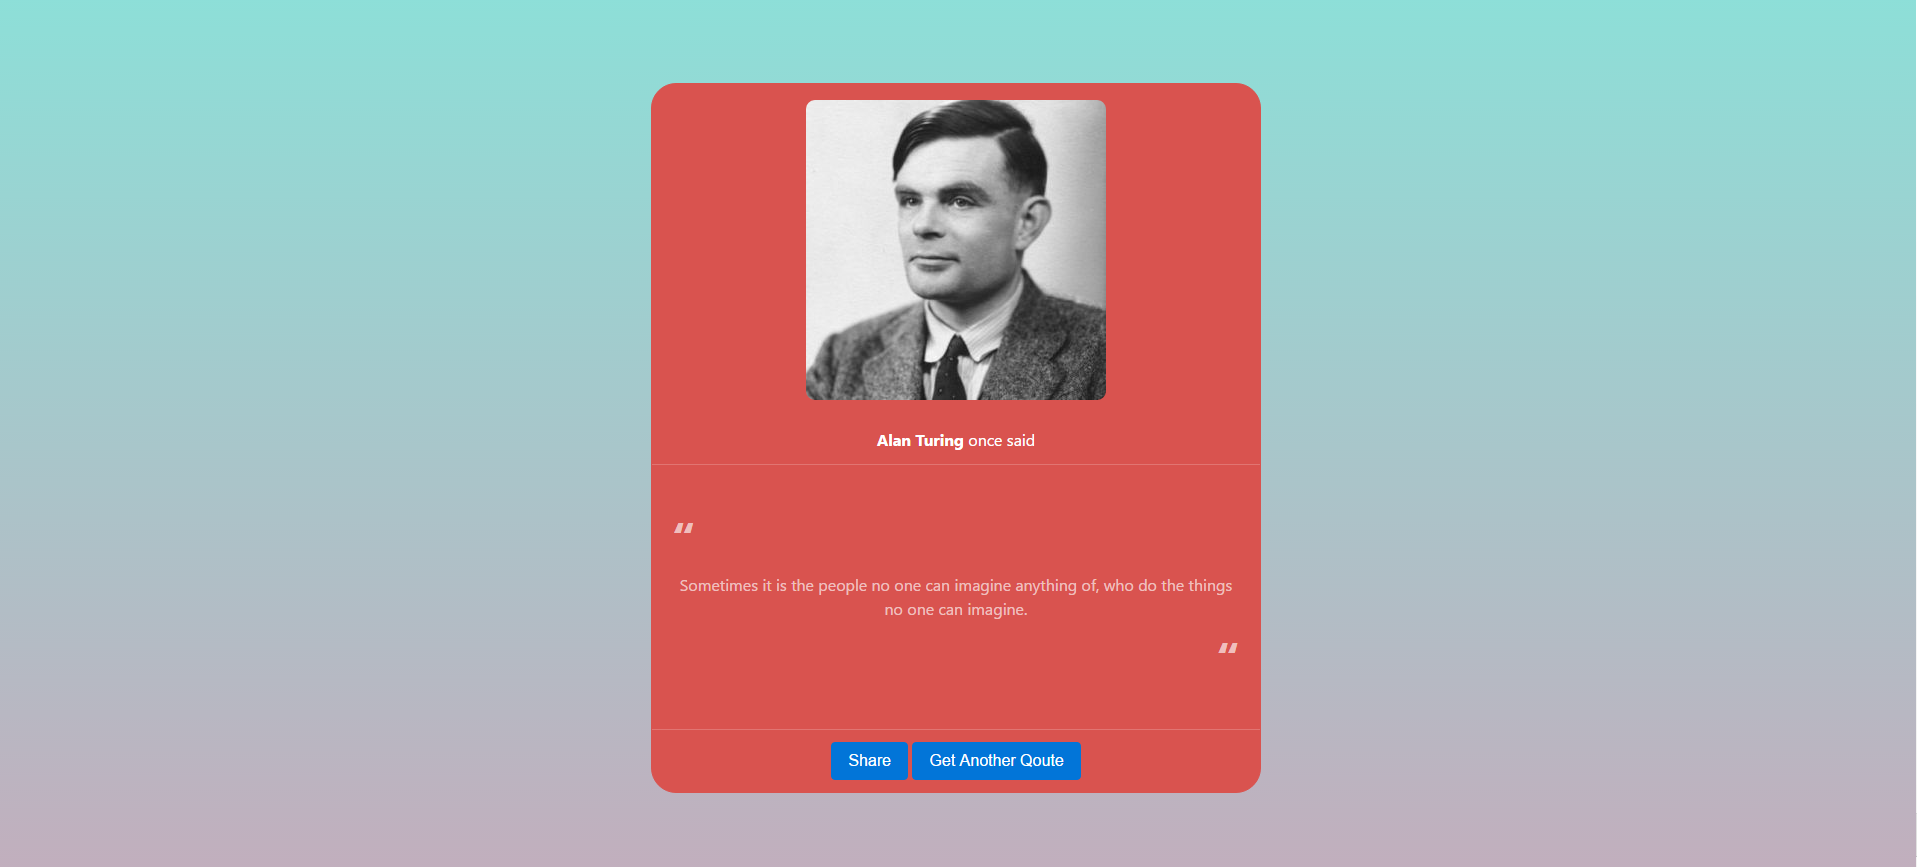 Alan Turing once said
“
Sometimes it is the people no one can imagine anything of, who do the things
no one can imagine.
“
Share Get Another Qoute